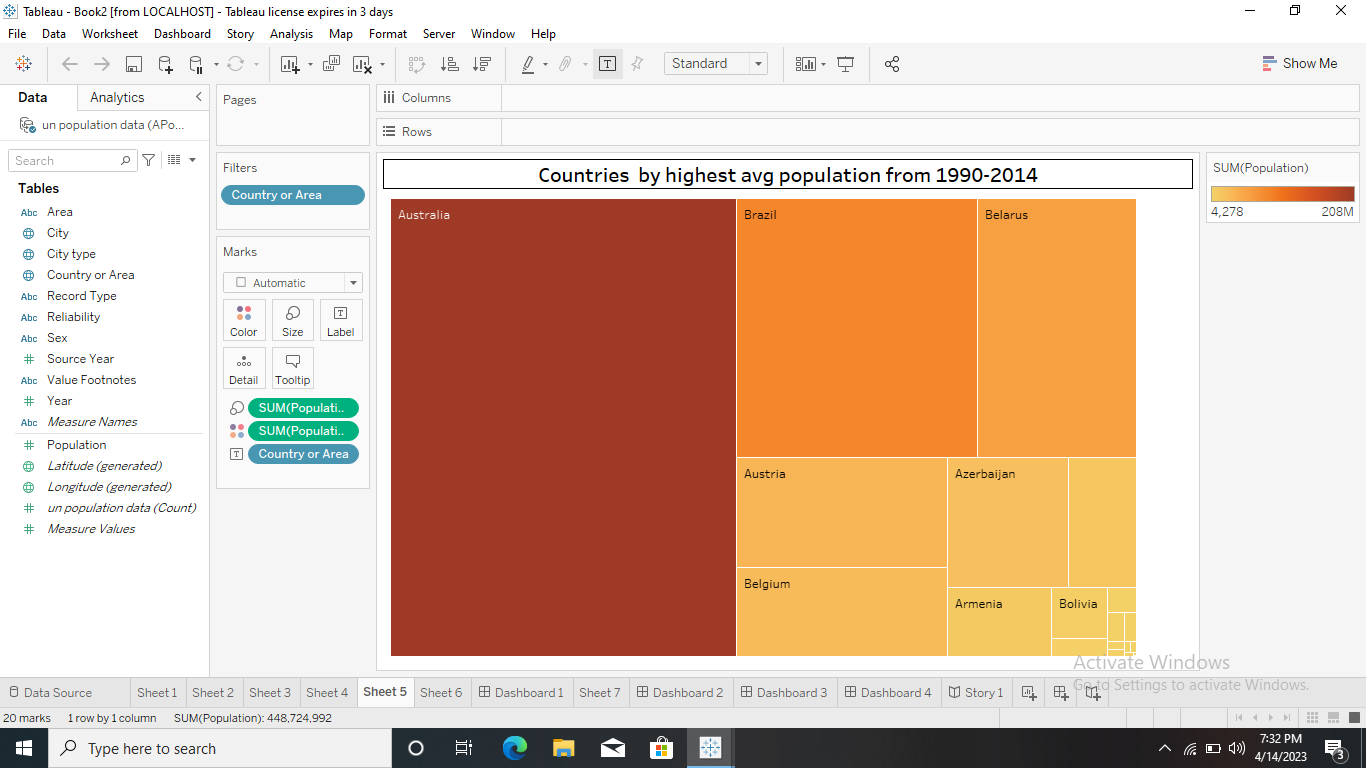 Tableau - Book2 [from LOCALHOST] - Tableau license expires in 3 days
File Data Worksheet Dashboard Story Analysis Map Format Server Window Help
Standard
Show Me
Data Analytics
un population data (APo...
Search
Tables
Abc Area
City
City type
Country or Area
Abc Record Type
Abc Reliability
Abc Sex
Source Year
Abc Value Footnotes
Year
Abc Measure Names
Population
Latitude (generated)
Longitude (generated)
un population data (Count)
Measure Values
Pages
Filters
Country or Area
Marks
Automatic
Color Size Label
Detail Tooltip
SUM(Populati..
SUM(Populati..
Country or Area
Columns
Rows
Countries by highest avg population from 1990-2014
Australia
Brazil
Belarus
Austria
Azerbaijan
Belgium
Armenia
Bolivia
SUM(Population)
4,278 208M
Activate Windows
Go to Settings to activate Windows.
Data Source Sheet 1 Sheet 2 Sheet 3 Sheet 4 Sheet 5 Sheet 6 Dashboard 1 Sheet 7 Dashboard 2 Dashboard 3 Dashboard 4 Story 1
20 marks 1 row by 1 column SUM(Population): 448,724,992
Type here to search
7:32 PM
4/14/2023
3